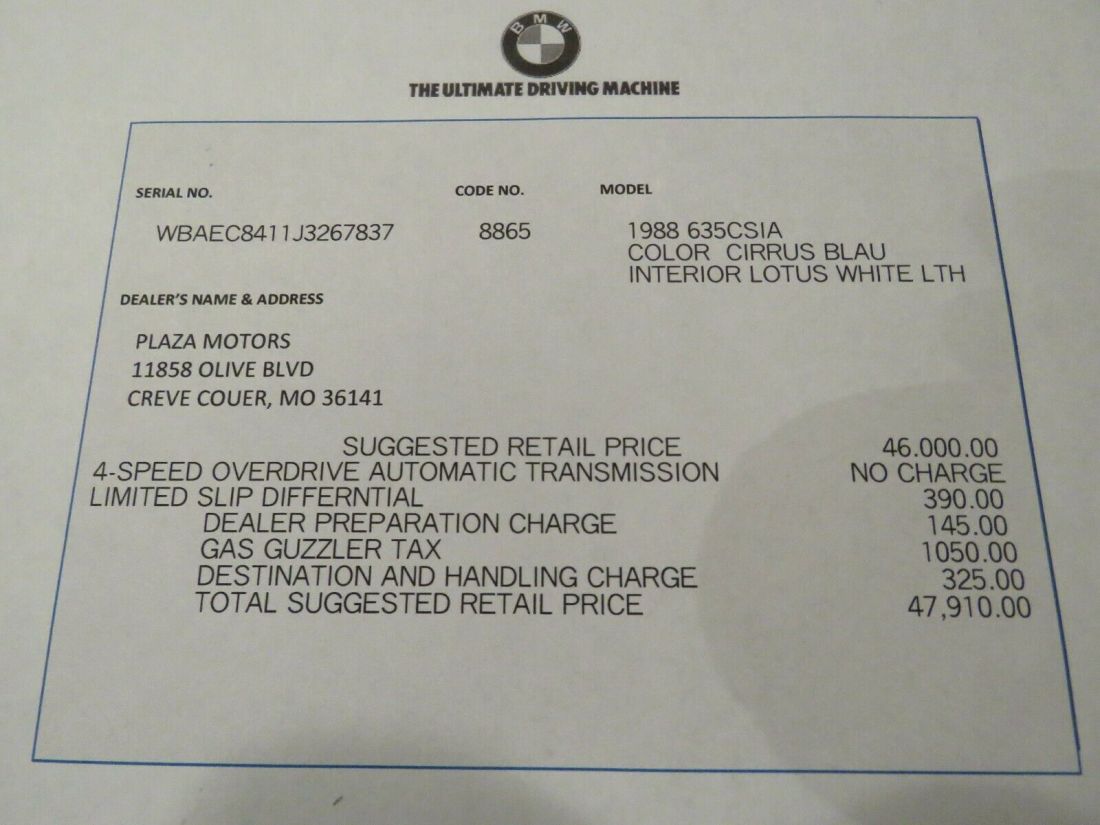 BMW
THE ULTIMATE DRIVING MACHINE
SERIAL NO. CODE NO. MODEL
WBAEC8411J3267837 8865 1988 635CSIA
COLOR CIRRUS BLAU
INTERIOR LOTUS WHITE LTH
DEALER'S NAME & ADDRESS
PLAZA MOTORS
11858 OLIVE BLVD
CREVE COUER, MO 36141
SUGGESTED RETAIL PRICE 46.000.00
4-SPEED OVERDRIVE AUTOMATIC TRANSMISSION NO CHARGE
LIMITED SLIP DIFFERNTIAL 390.00
DEALER PREPARATION CHARGE 145.00
GAS GUZZLER TAX 1050.00
DESTINATION AND HANDLING CHARGE 325.00
TOTAL SUGGESTED RETAIL PRICE 47,910.00